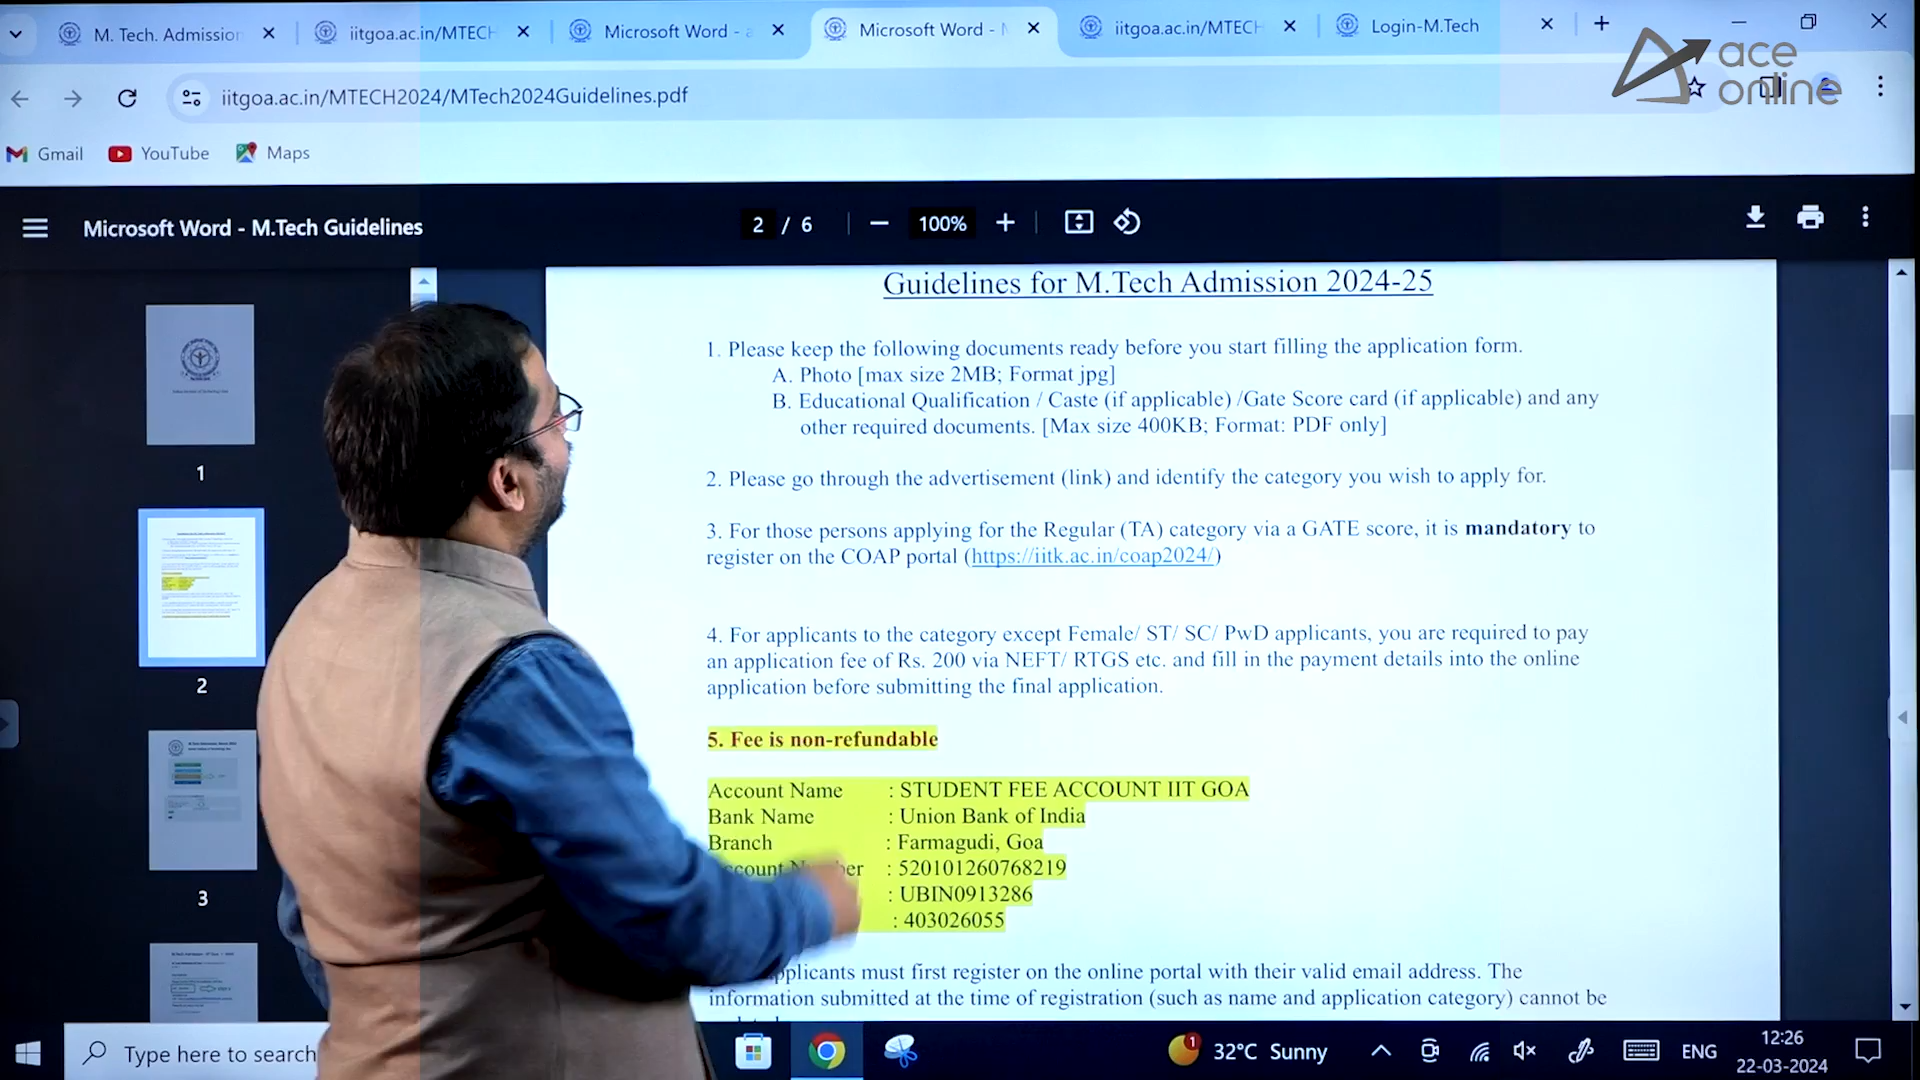 M. Tech. Admission
iitgoa.ac.in/MTECH
Microsoft Word -
Microsoft Word -
iitgoa.ac.in/MTECH
Login-M.Tech
ace
online
iitgoa.ac.in/MTECH2024/MTech2024Guidelines.pdf
Gmail
YouTube
Maps
Microsoft Word - M.Tech Guidelines
2 / 6
100%
Guidelines for M.Tech Admission 2024-25
1. Please keep the following documents ready before you start filling the application form.
A. Photo [max size 2MB; Format jpg]
B. Educational Qualification / Caste (if applicable) /Gate Score card (if applicable) and any
other required documents. [Max size 400KB; Format: PDF only]
2. Please go through the advertisement (link) and identify the category you wish to apply for.
3. For those persons applying for the Regular (TA) category via a GATE score, it is mandatory to
register on the COAP portal (https://iitk.ac.in/coap2024/)
4. For applicants to the category except Female/ ST/ SC/ PwD applicants, you are required to pay
an application fee of Rs. 200 via NEFT/ RTGS etc. and fill in the payment details into the online
application before submitting the final application.
5. Fee is non-refundable
Account Name : STUDENT FEE ACCOUNT IIT GOA
Bank Name : Union Bank of India
Branch : Farmagudi, Goa
: 520101260768219
: UBIN0913286
: 403026055
applicants must first register on the online portal with their valid email address. The
information submitted at the time of registration (such as name and application category) cannot be
1
2
3
Type here to search
1
32°C Sunny
ENG
12:26
22-03-2024